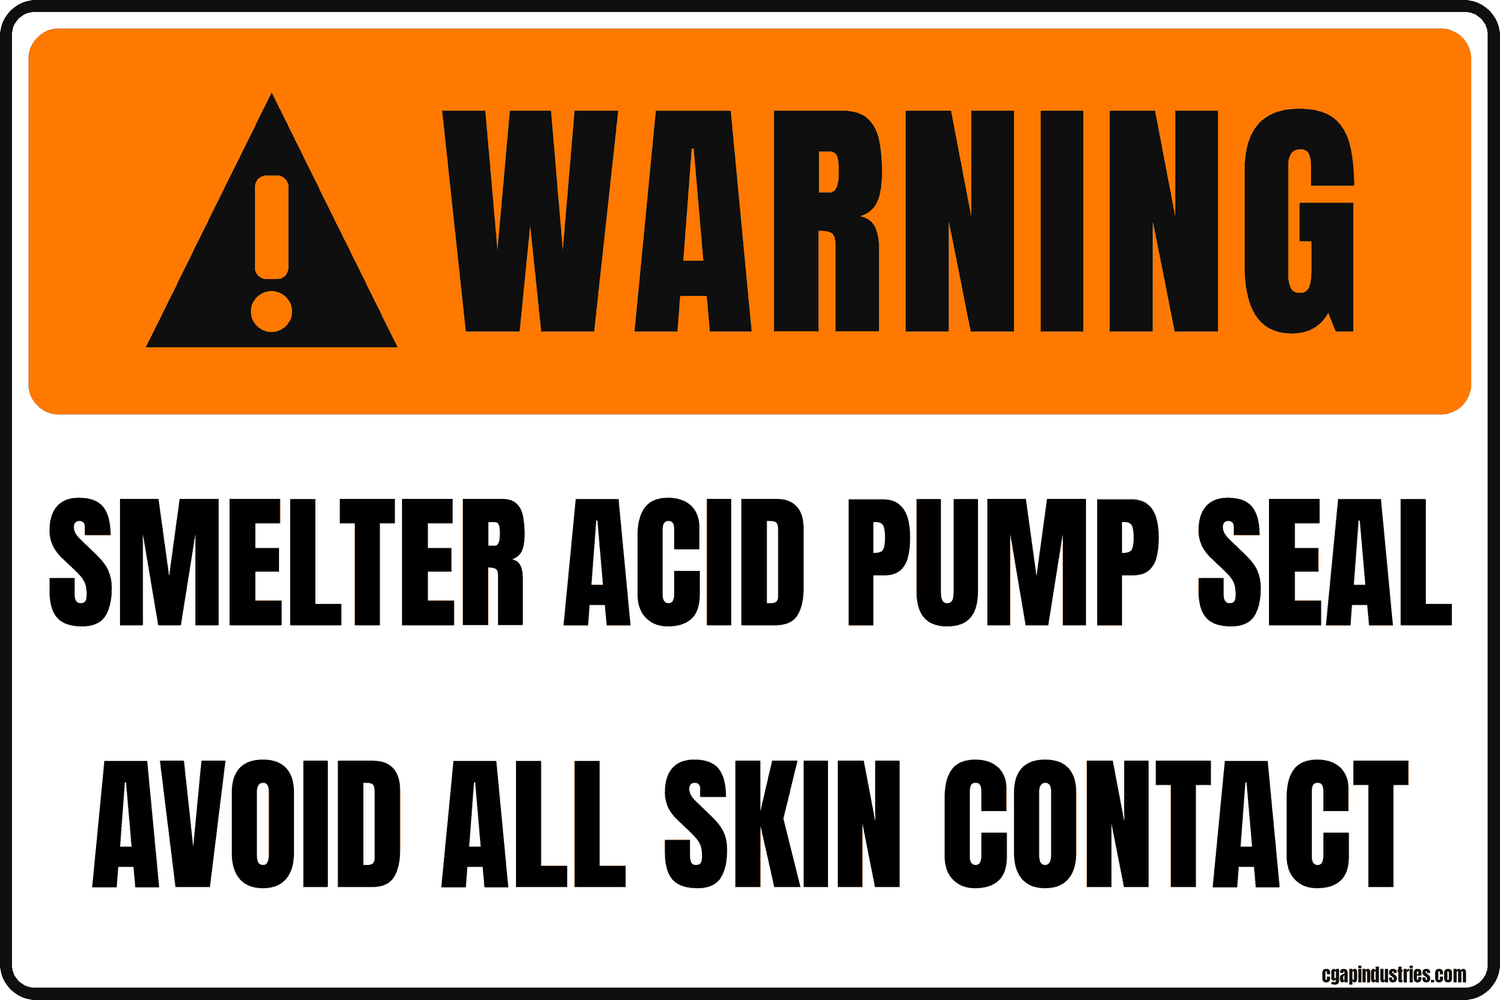 WARNING
SMELTER ACID PUMP SEAL
AVOID ALL SKIN CONTACT
cgapindustries.com